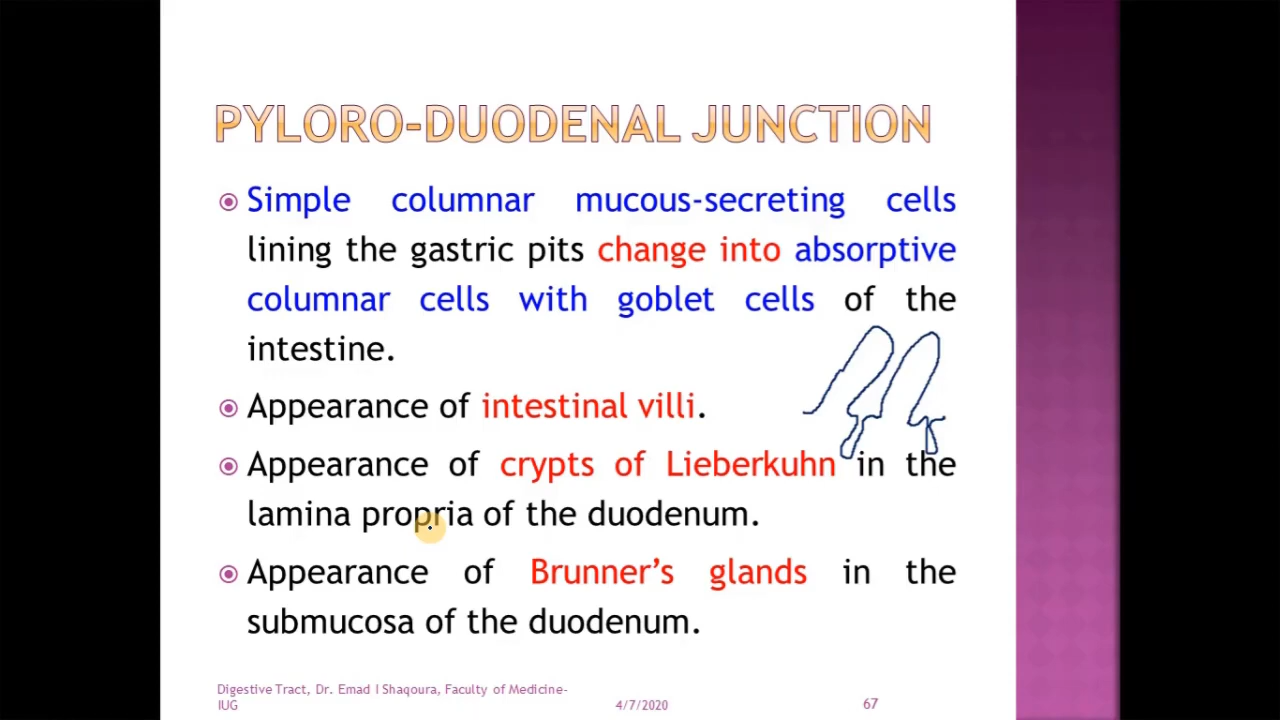 PYLORO-DUODENAL JUNCTION
Simple columnar mucous-secreting cells
lining the gastric pits change into absorptive
columnar cells with goblet cells of the
intestine.
Appearance of intestinal villi.
Appearance of crypts of Lieberkuhn in the
lamina propria of the duodenum.
Appearance of Brunner’s glands in the
submucosa of the duodenum.
Digestive Tract, Dr. Emad I Shaqoura, Faculty of Medicine-
IUG
4/7/2020
67